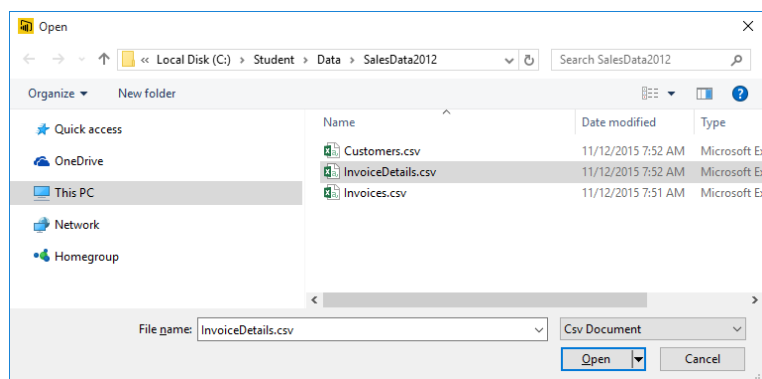 Open
« Local Disk (C:) › Student › Data › SalesData2012
Search SalesData2012
Organize
New folder
Quick access
OneDrive
This PC
Network
Homegroup
Name
Date modified
Type
Customers.csv
11/12/2015 7:52 AM
Microsoft Ex
InvoiceDetails.csv
11/12/2015 7:52 AM
Microsoft Ex
Invoices.csv
11/12/2015 7:51 AM
Microsoft Ex
File name:
InvoiceDetails.csv
Csv Document
Open
Cancel